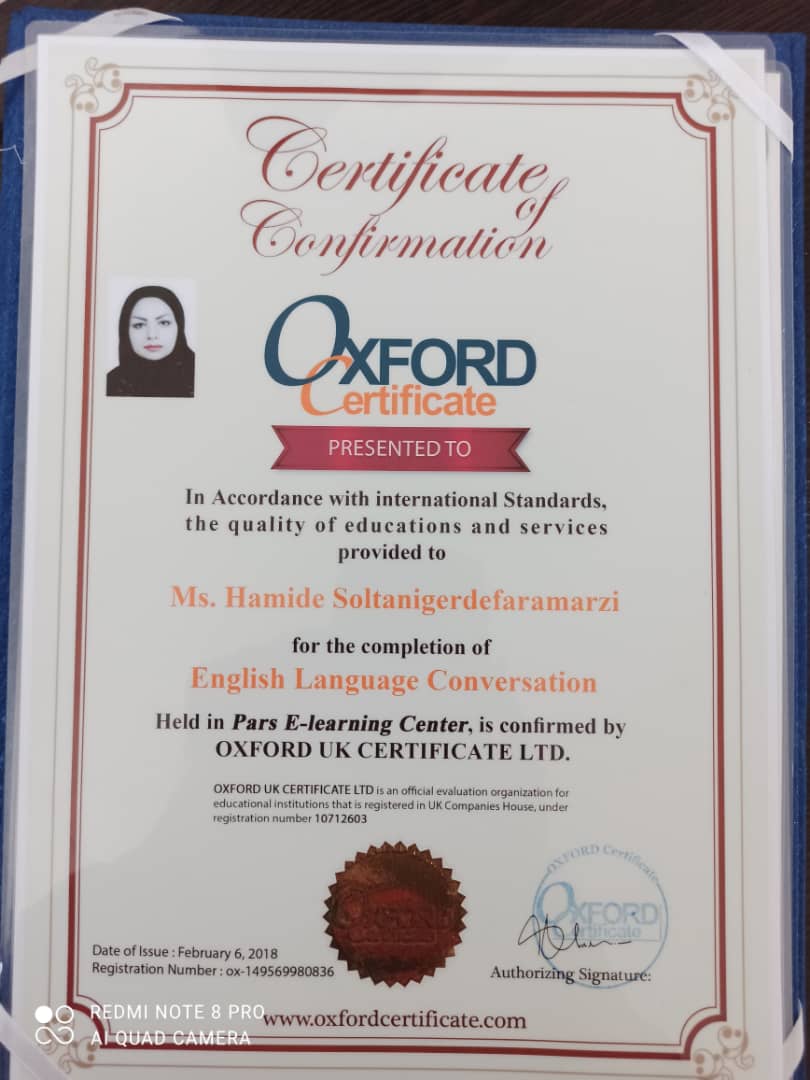 Certificate
of
Confirmation
OXFORD
Certificate
PRESENTED TO
In Accordance with international Standards,
the quality of educations and services
provided to
Ms. Hamide Soltanigerdefaramarzi
for the completion of
English Language Conversation
Held in Pars E-learning Center, is confirmed by
OXFORD UK CERTIFICATE LTD.
OXFORD UK CERTIFICATE LTD is an official evaluation organization for
educational institutions that is registered in UK Companies House, under
registration number 10712603
OXFORD
OXFORD Certificate
OXFORD
Certificate
Date of Issue : February 6, 2018
Registration Number : ox-149569980836
Authorizing Signature:
www.oxfordcertificate.com
REDMI NOTE 8 PRO
AI QUAD CAMERA